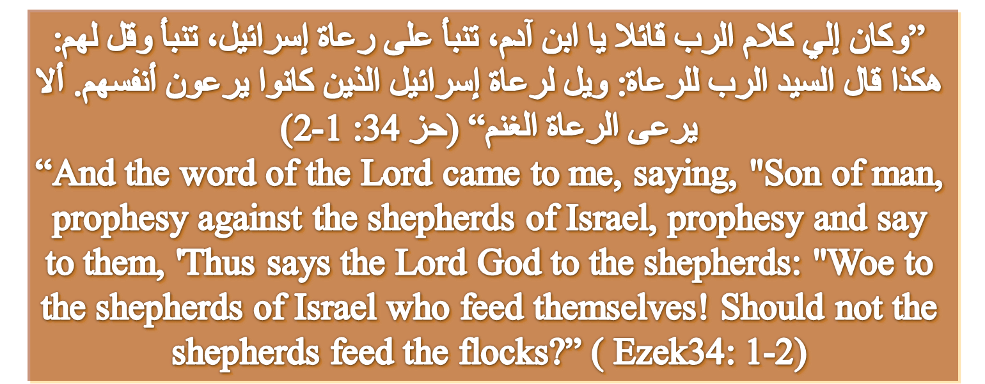 ”وكان إلي كلام الرب قائلا يا ابن آدم، تنبأ على رعاة إسرائيل، تنبأ وقل لهم:
هكذا قال السيد الرب للرعاة: ويل لرعاة إسرائيل الذين كانوا يرعون أنفسهم. ألا
يرعى الرعاة الغنم“ (حز 34: 1-2)
“And the word of the Lord came to me, saying, "Son of man,
prophesy against the shepherds of Israel, prophesy and say
to them, 'Thus says the Lord God to the shepherds: "Woe to
the shepherds of Israel who feed themselves! Should not the
shepherds feed the flocks?” ( Ezek34: 1-2)